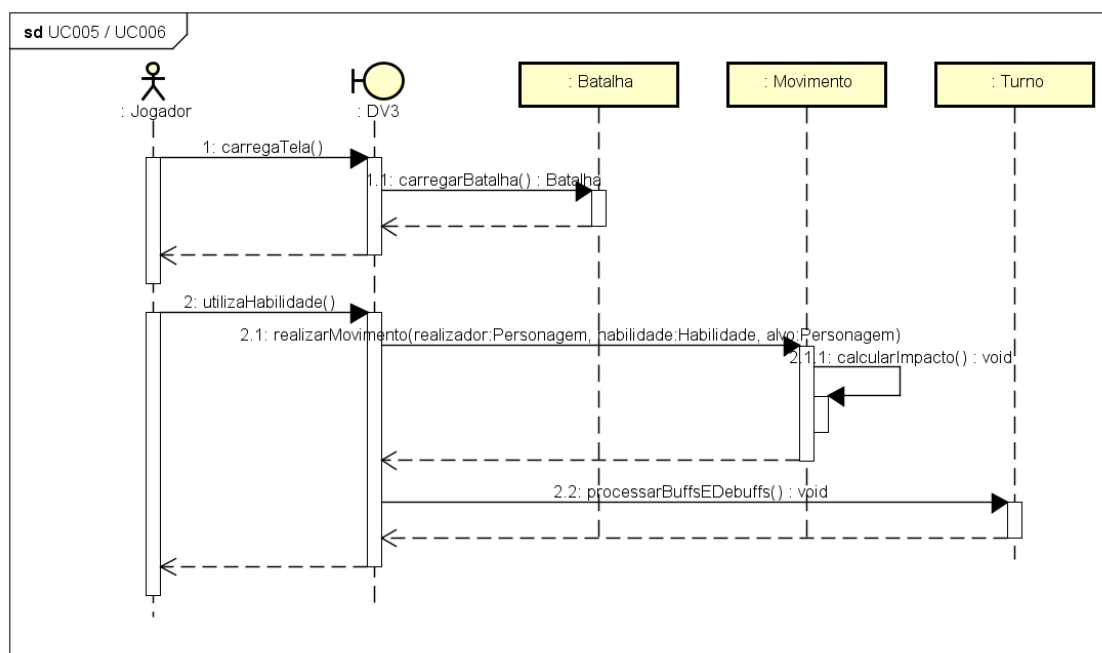 sd UC005 / UC006
: Jogador
: DV3
: Batalha
: Movimento
: Turno
1: carregaTela()
1.1: carregarBatalha() : Batalha
2: utilizaHabilidade()
2.1: realizarMovimento(realizador:Personagem, habilidade:Habilidade, alvo:Personagem)
2.1.1: calcularImpacto() : void
2.2: processarBuffsEDebuffs() : void